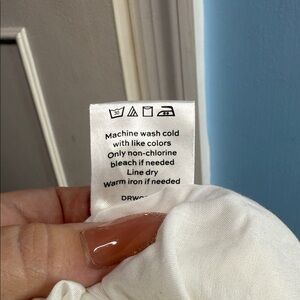 Machine wash cold
with like colors
Only non-chlorine
bleach if needed
Line dry
Warm iron if needed